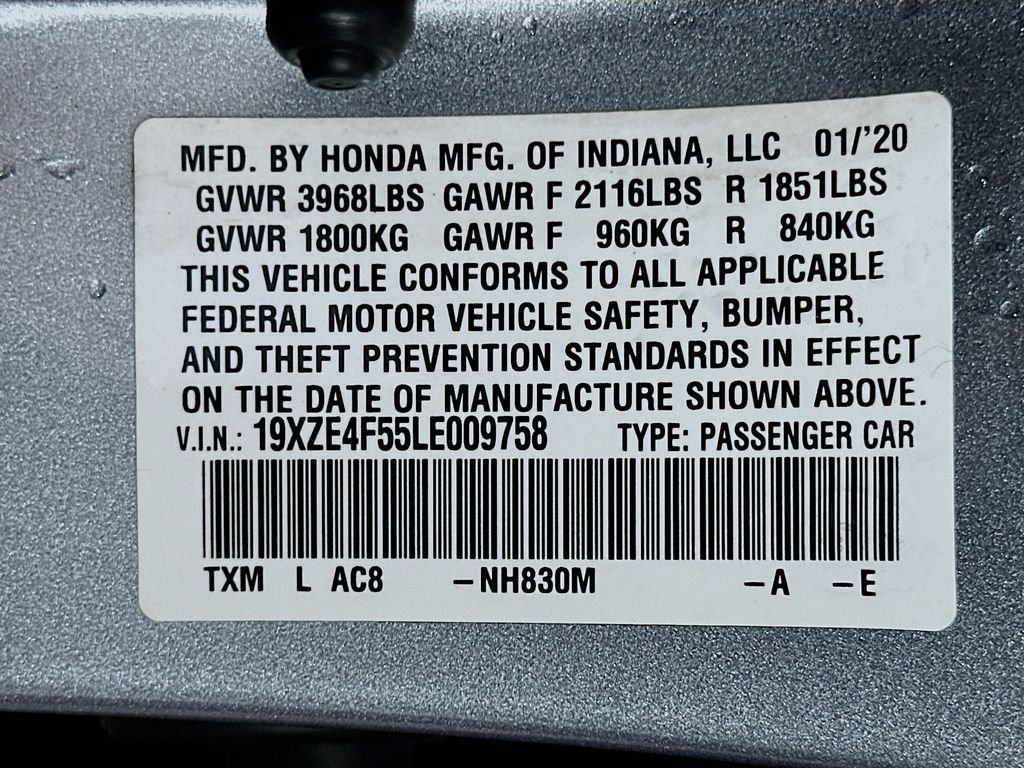 MFD. BY HONDA MFG. OF INDIANA, LLC 01/'20
GVWR 3968LBS GAWR F 2116LBS R 1851LBS
GVWR 1800KG GAWR F 960KG R 840KG
THIS VEHICLE CONFORMS TO ALL APPLICABLE
FEDERAL MOTOR VEHICLE SAFETY, BUMPER,
AND THEFT PREVENTION STANDARDS IN EFFECT
ON THE DATE OF MANUFACTURE SHOWN ABOVE.
V.I.N.: 19XZE4F55LE009758 TYPE: PASSENGER CAR
TXM L AC8 –NH830M –A –E